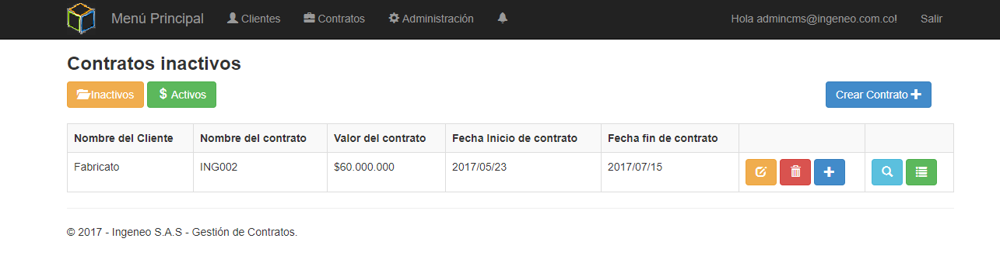 Menú Principal Clientes Contratos Administración Hola admincms@ingeneo.com.co! Salir
Contratos inactivos
Inactivos $ Activos Crear Contrato +
Nombre del Cliente Nombre del contrato Valor del contrato Fecha Inicio de contrato Fecha fin de contrato
Fabricato ING002 $60.000.000 2017/05/23 2017/07/15
© 2017 - Ingeneo S.A.S - Gestión de Contratos.